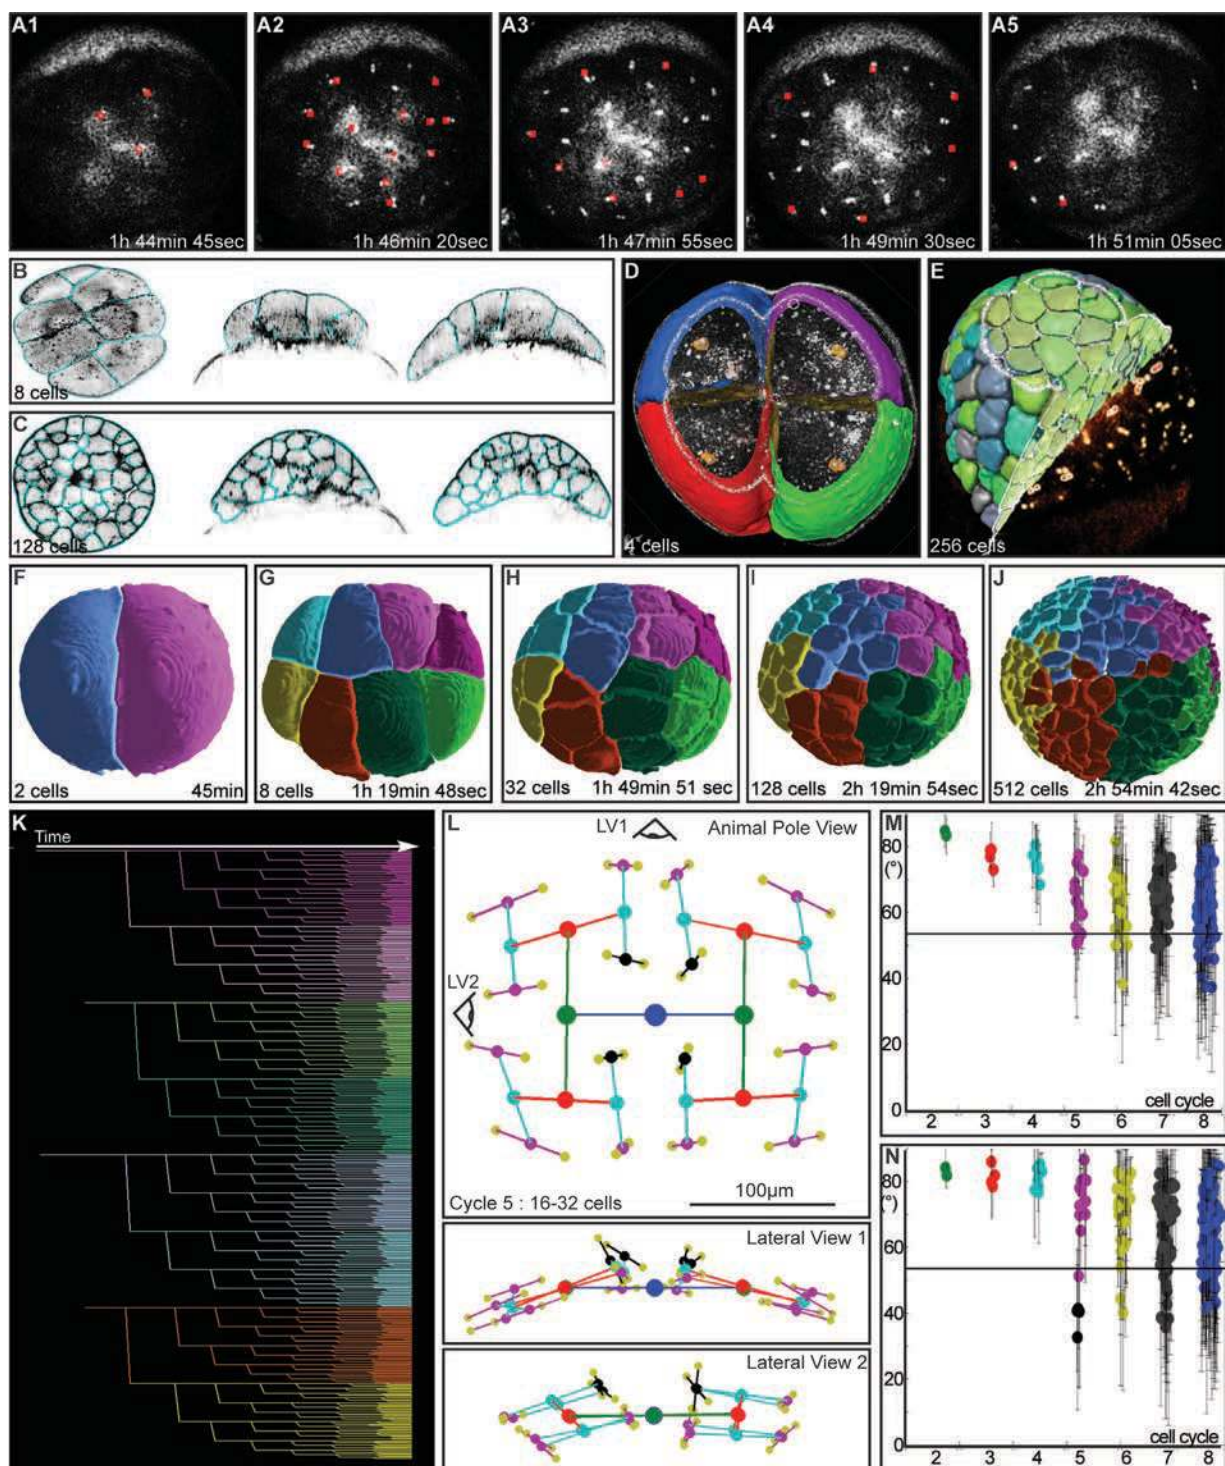 A1
1h 44min 45sec
A2
1h 46min 20sec
A3
1h 47min 55sec
A4
1h 49min 30sec
A5
1h 51min 05sec
B
8 cells
C
128 cells
D
4 cells
E
256 cells
F
2 cells 45min
G
8 cells 1h 19min 48sec
H
32 cells 1h 49min 51 sec
I
128 cells 2h 19min 54sec
J
512 cells 2h 54min 42sec
K
Time
L
LV1
Animal Pole View
LV2
100µm
Cycle 5 : 16-32 cells
Lateral View 1
Lateral View 2
M
80
(°)
60
40
20
0
cell cycle
2 3 4 5 6 7 8
N
80
(°)
60
40
20
0
cell cycle
2 3 4 5 6 7 8